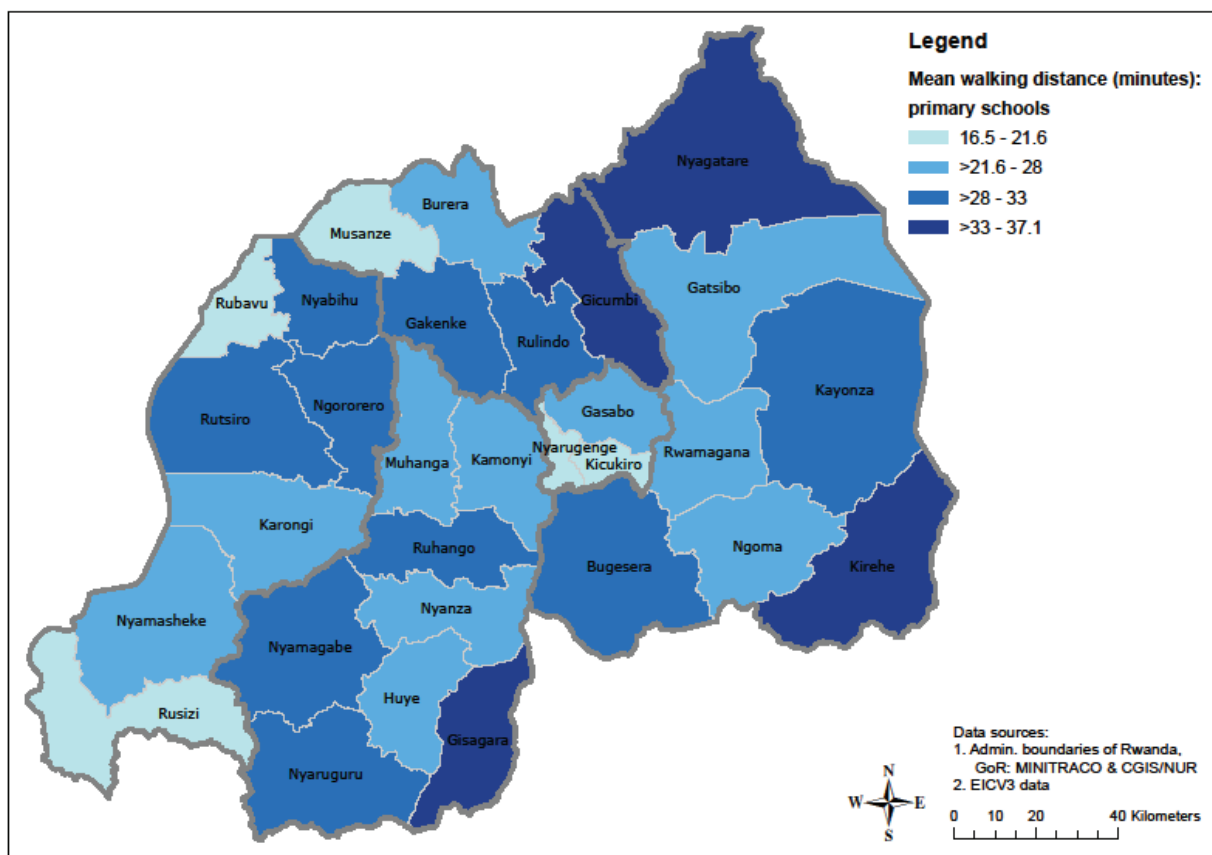 Legend
Mean walking distance (minutes):
primary schools
16.5 - 21.6
>21.6 - 28
>28 - 33
>33 - 37.1
Nyagatare
Burera
Musanze
Gicumbi
Gatsibo
Rubavu
Nyabihu
Gakenke
Rulindo
Kayonza
Rutsiro
Ngororero
Gasabo
Muhanga
Kamonyi
Nyarugenge
Kicukiro
Rwamagana
Karongi
Ruhango
Bugesera
Ngoma
Kirehe
Nyamasheke
Nyanza
Nyamagabe
Huye
Rusizi
Gisagara
Nyaruguru
Data sources:
1. Admin. boundaries of Rwanda,
GoR: MINITRACO & CGIS/NUR
2. EICV3 data
N
W E
S
0 10 20 40 Kilometers